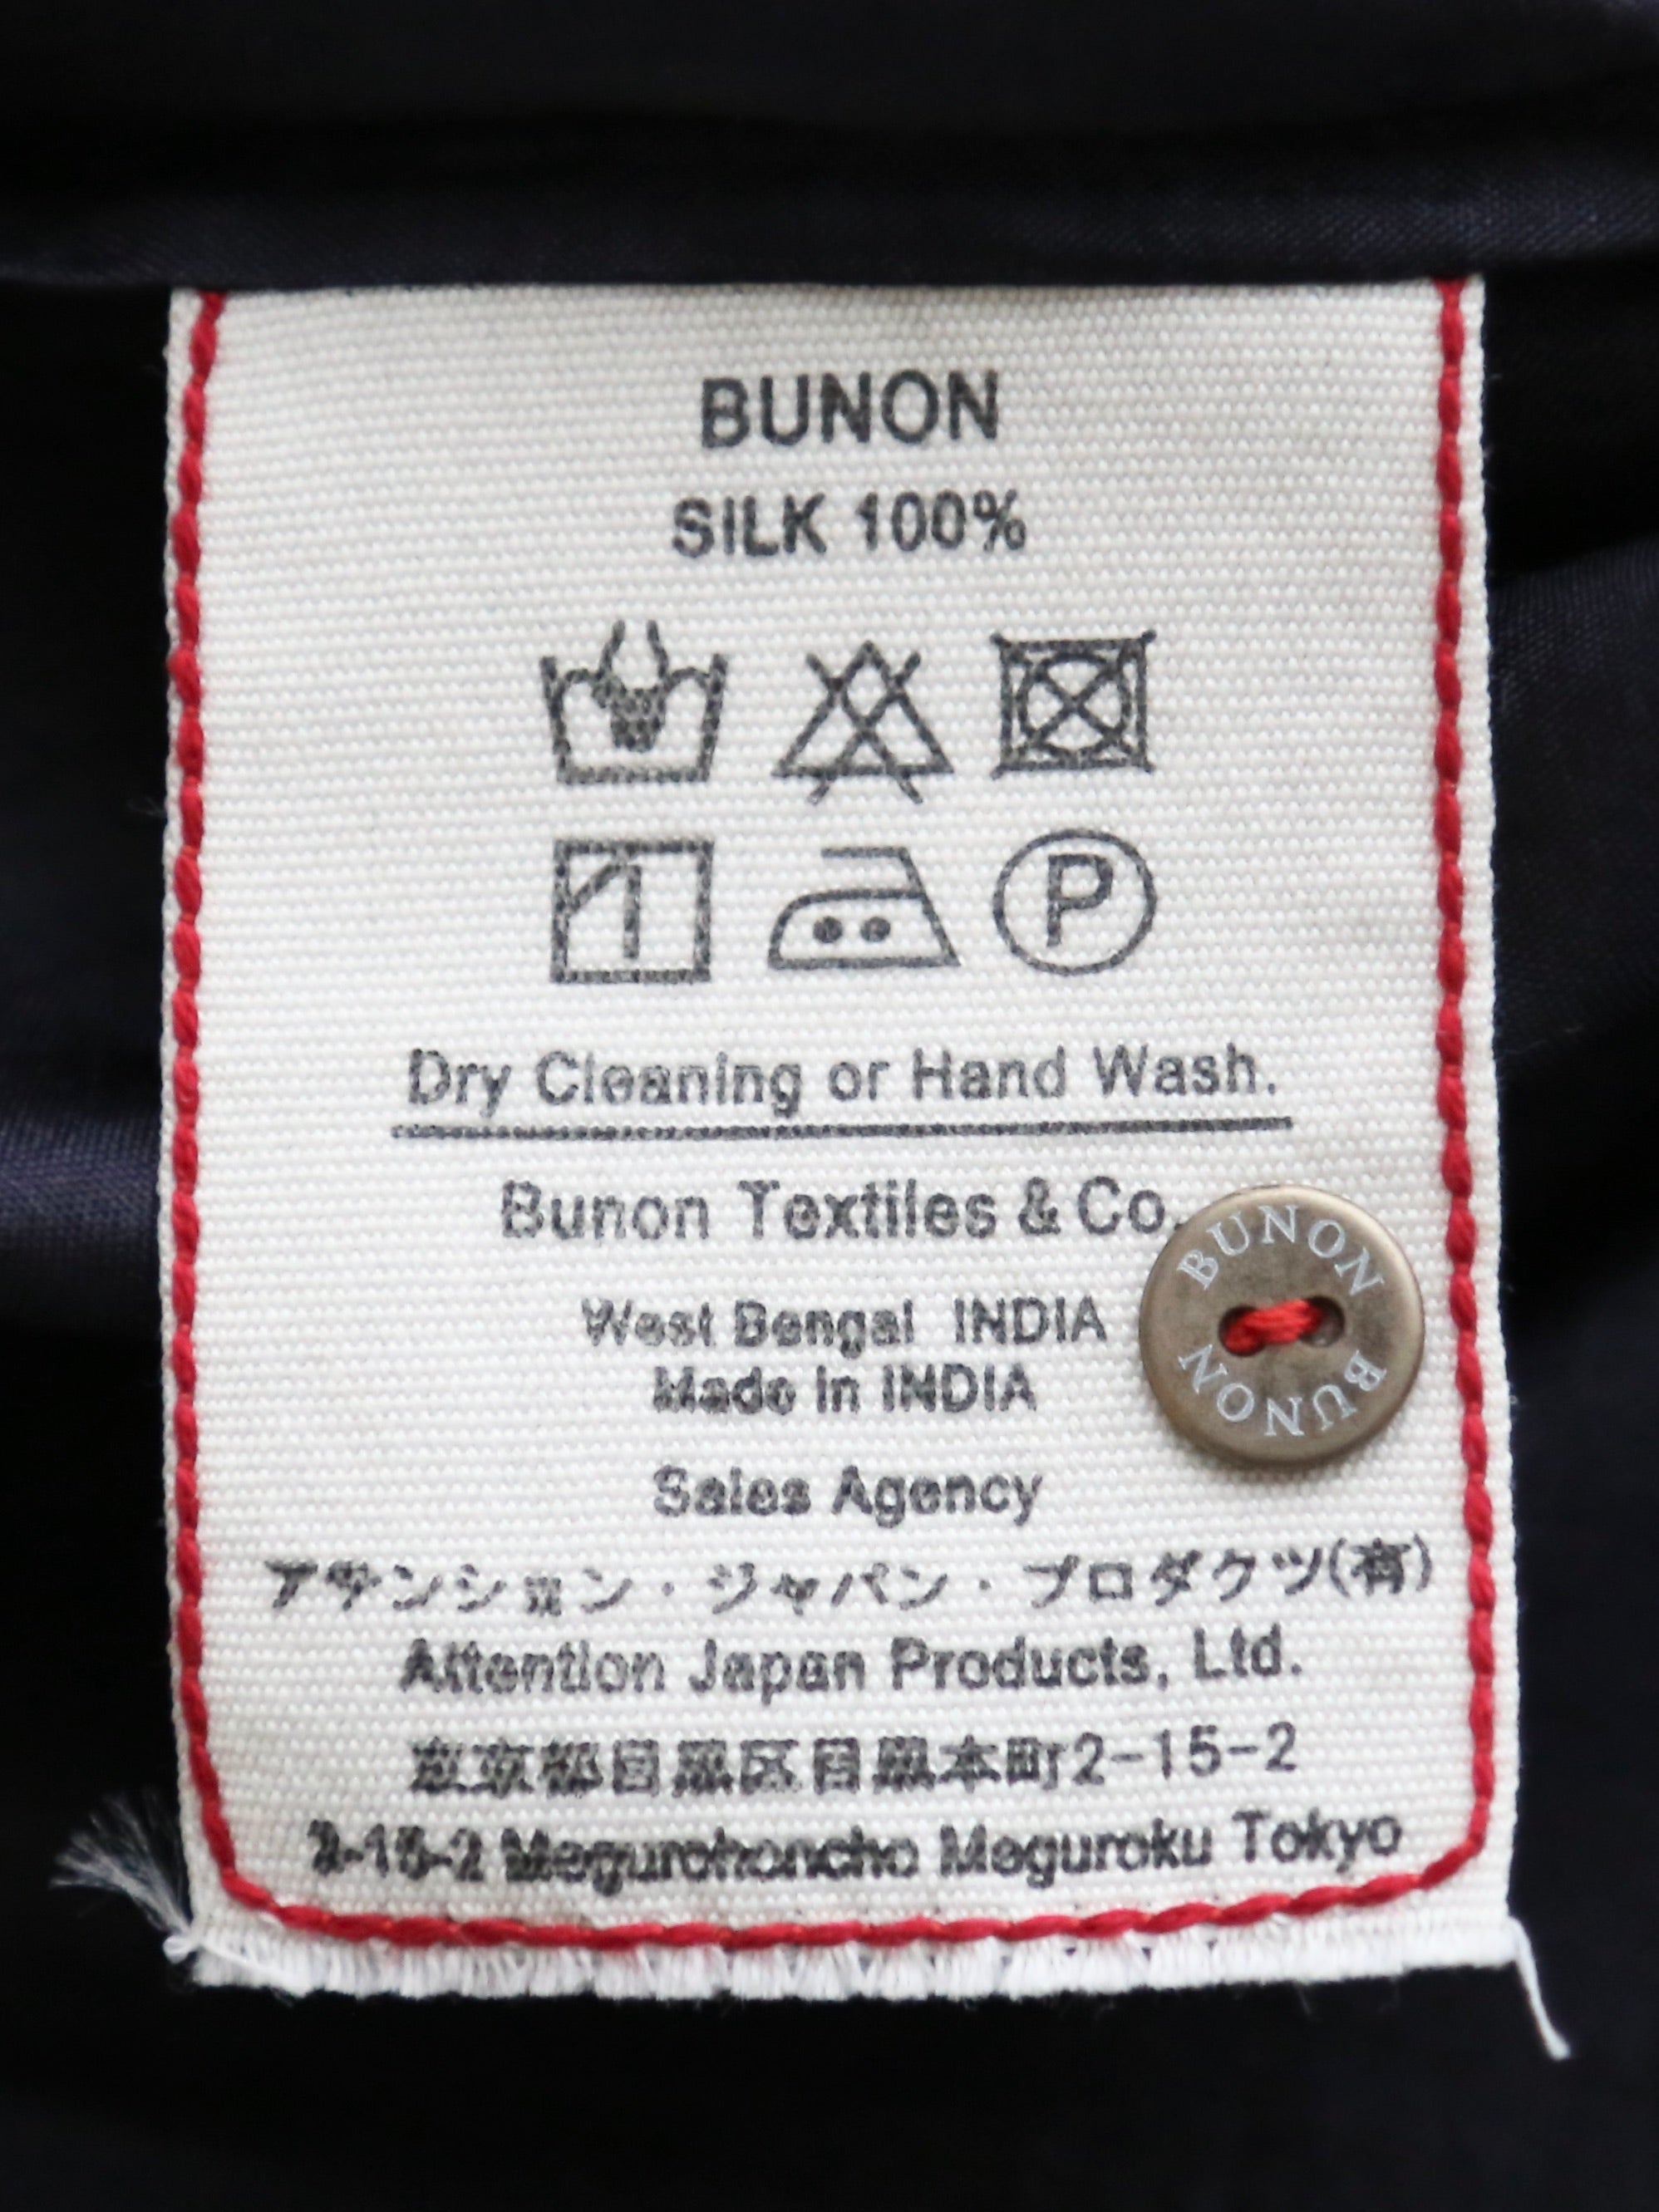 BUNON
SILK 100%
P
Dry Cleaning or Hand Wash.
Bunon Textiles & Co.
BUNON
BUNON
West Bengal INDIA
Made in INDIA
Sales Agency
アテンション・ジャパン・プロダクツ(有)
Attention Japan Products, Ltd.
東京都目黒区目黒本町2-15-2
2-15-2 Megurohoncho Meguroku Tokyo